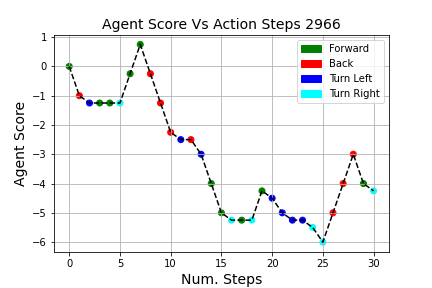 Agent Score Vs Action Steps 2966
1
0
−1
−2
−3
−4
−5
−6
Agent Score
Forward
Back
Turn Left
Turn Right
0 5 10 15 20 25 30
Num. Steps